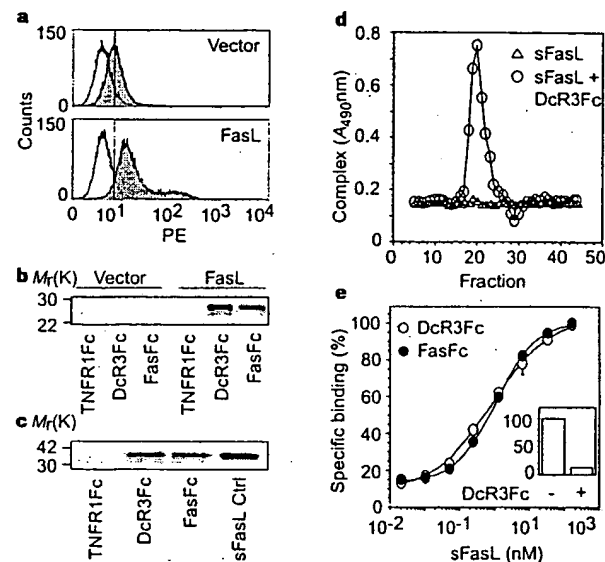 a
150
Vector
0
150
FasL
0
Counts
0 10¹ 10² 10³ 10⁴
PE
b Mr(K) Vector FasL
30
22
TNFR1Fc
DcR3Fc
FasFc
TNFR1Fc
DcR3Fc
FasFc
c Mr(K)
42
30
TNFR1Fc
DcR3Fc
FasFc
sFasL Ctrl
d
0.8
0.6
0.4
0.2
0
Complex (A490nm)
sFasL
sFasL +
DcR3Fc
0 10 20 30 40 50
Fraction
e
100
80
60
40
20
0
Specific binding (%)
DcR3Fc
FasFc
100
50
0
DcR3Fc - +
10⁻² 10⁻¹ 10¹ 10³
sFasL (nM)